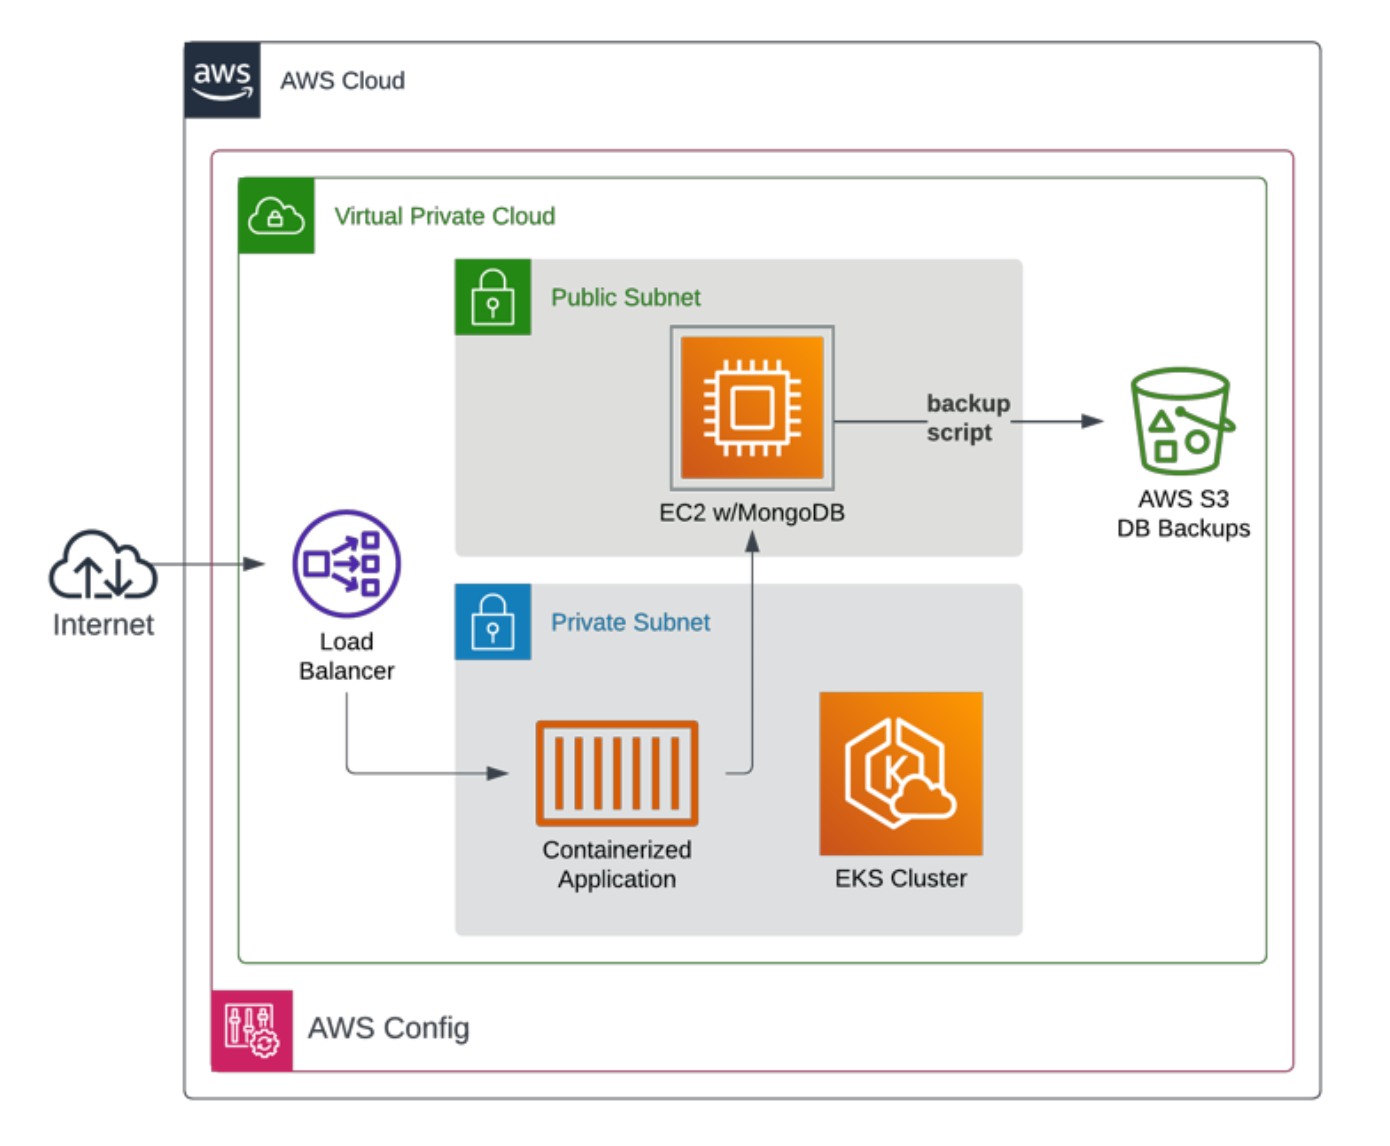 aws
AWS Cloud
Virtual Private Cloud
Public Subnet
backup
script
EC2 w/MongoDB
AWS S3
DB Backups
Internet
Load
Balancer
Private Subnet
K
Containerized
Application
EKS Cluster
AWS Config